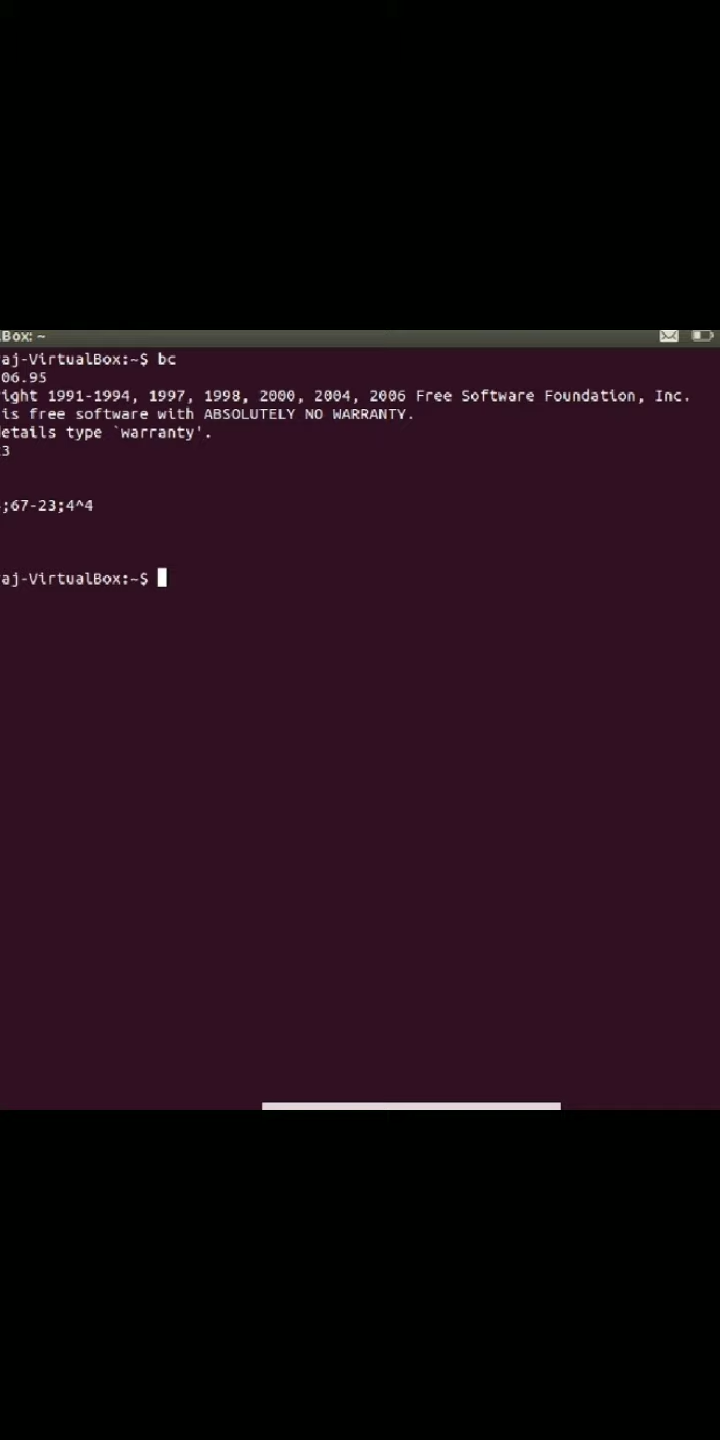 Box: ~
aj-VirtualBox:~$ bc
06.95
ight 1991-1994, 1997, 1998, 2000, 2004, 2006 Free Software Foundation, Inc.
is free software with ABSOLUTELY NO WARRANTY.
etails type `warranty'.
3
;67-23;4^4
aj-VirtualBox:~$